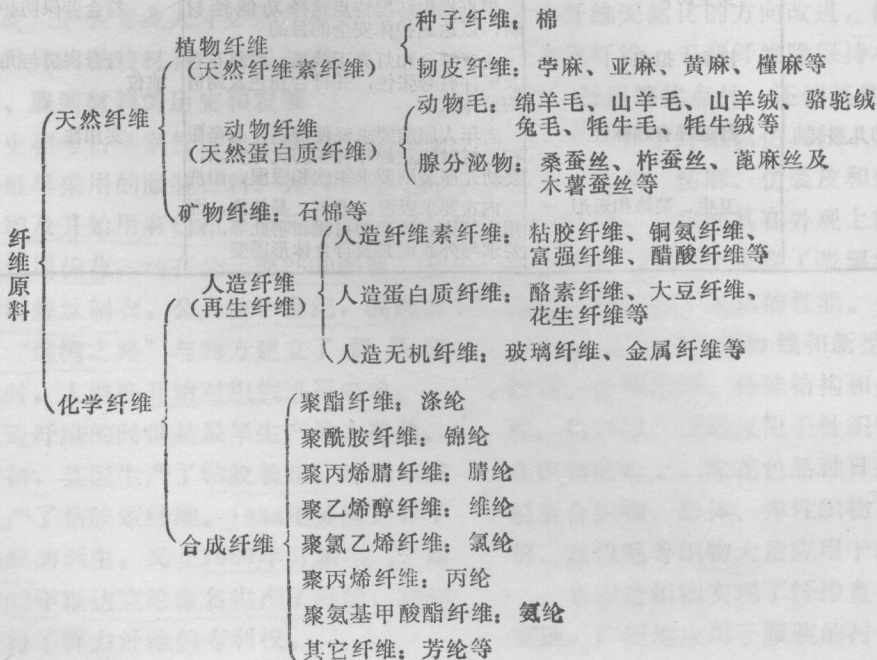 纤维原料
天然纤维
植物纤维
(天然纤维素纤维)
种子纤维：棉
韧皮纤维：苧麻、亚麻、黄麻、槿麻等
动物纤维
(天然蛋白质纤维)
动物毛：绵羊毛、山羊毛、山羊绒、骆驼绒
兔毛、牦牛毛、牦牛绒等
腺分泌物：桑蚕丝、柞蚕丝、蓖麻丝及
木薯蚕丝等
矿物纤维：石棉等
化学纤维
人造纤维
(再生纤维)
人造纤维素纤维：粘胶纤维、铜氨纤维、
富强纤维、醋酸纤维等
人造蛋白质纤维：酪素纤维、大豆纤维、
花生纤维等
人造无机纤维：玻璃纤维、金属纤维等
合成纤维
聚酯纤维：涤纶
聚酰胺纤维：锦纶
聚丙烯腈纤维：腈纶
聚乙烯醇纤维：维纶
聚氯乙烯纤维：氯纶
聚丙烯纤维：丙纶
聚氨基甲酸酯纤维：氨纶
其它纤维：芳纶等